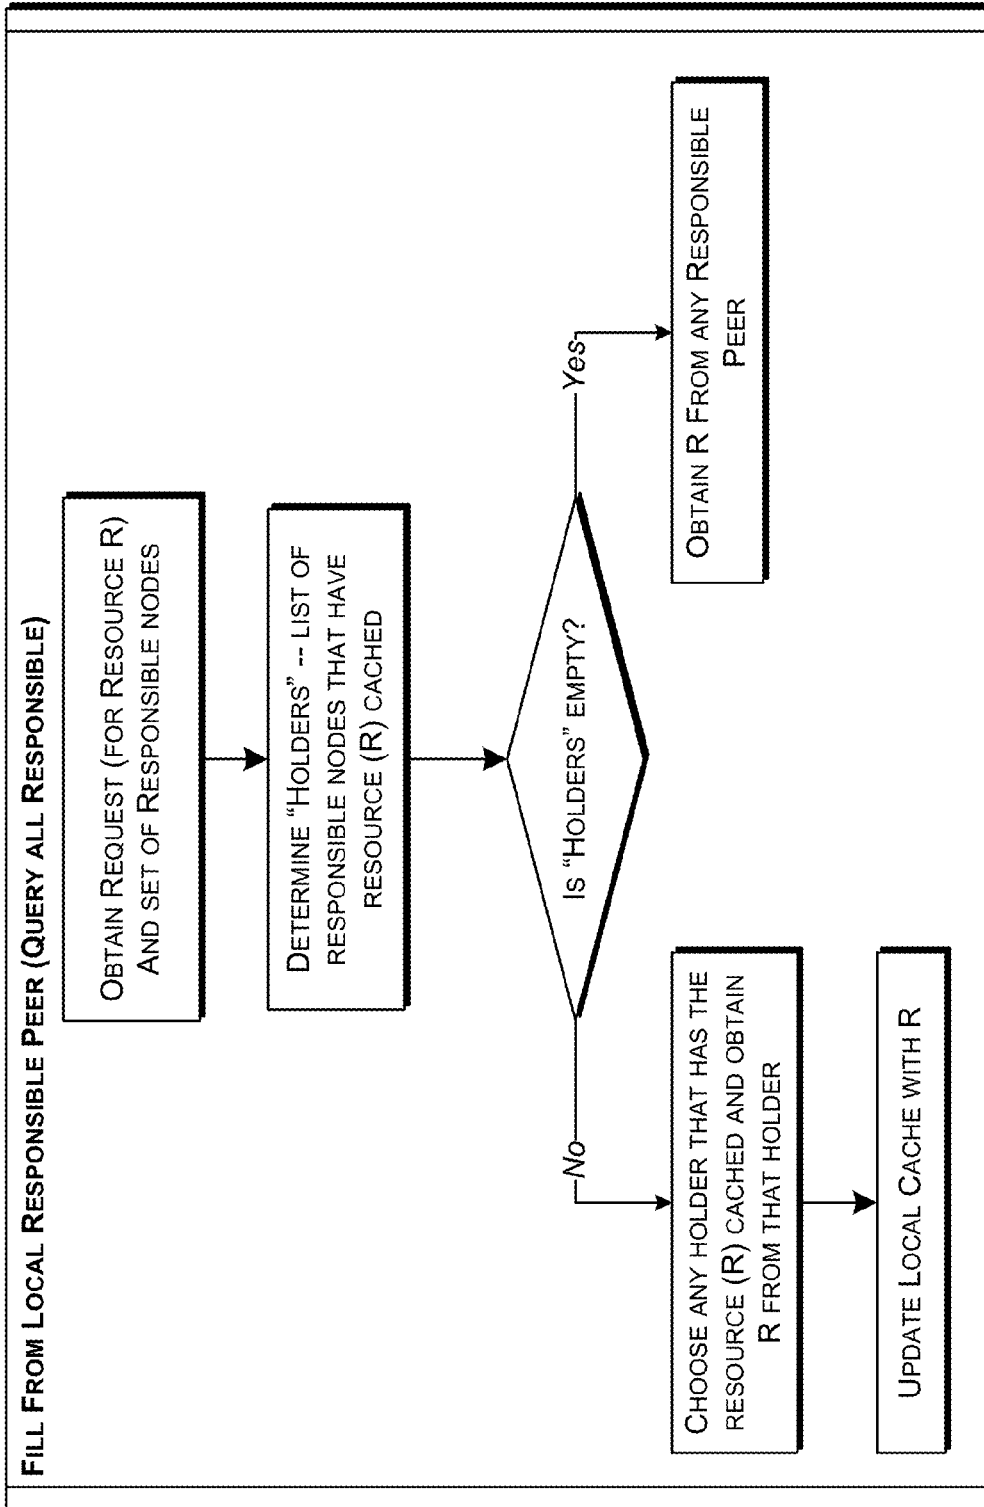 FILL FROM LOCAL RESPONSIBLE PEER (QUERY ALL RESPONSIBLE)
OBTAIN REQUEST (FOR RESOURCE R)
AND SET OF RESPONSIBLE NODES
DETERMINE "HOLDERS" -- LIST OF
RESPONSIBLE NODES THAT HAVE
RESOURCE (R) CACHED
IS "HOLDERS" EMPTY?
No
Yes
CHOOSE ANY HOLDER THAT HAS THE
RESOURCE (R) CACHED AND OBTAIN
R FROM THAT HOLDER
OBTAIN R FROM ANY RESPONSIBLE
PEER
UPDATE LOCAL CACHE WITH R